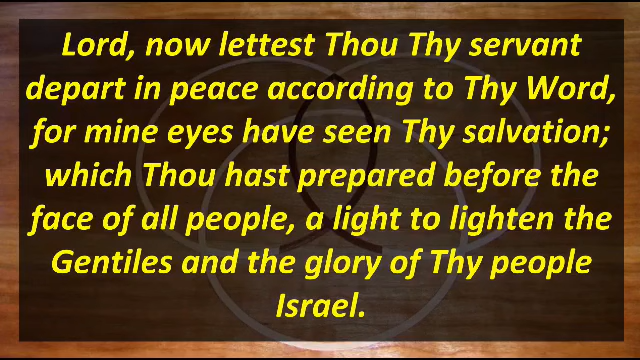 Lord, now lettest Thou Thy servant
depart in peace according to Thy Word,
for mine eyes have seen Thy salvation;
which Thou hast prepared before the
face of all people, a light to lighten the
Gentiles and the glory of Thy people
Israel.